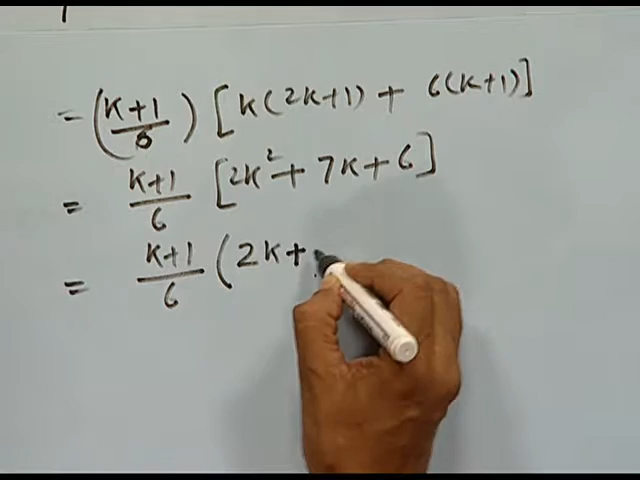 = (k+1/6) [k(2k+1) + 6(k+1)]
= k+1/6 [2k² + 7k + 6]
= k+1/6 (2k+